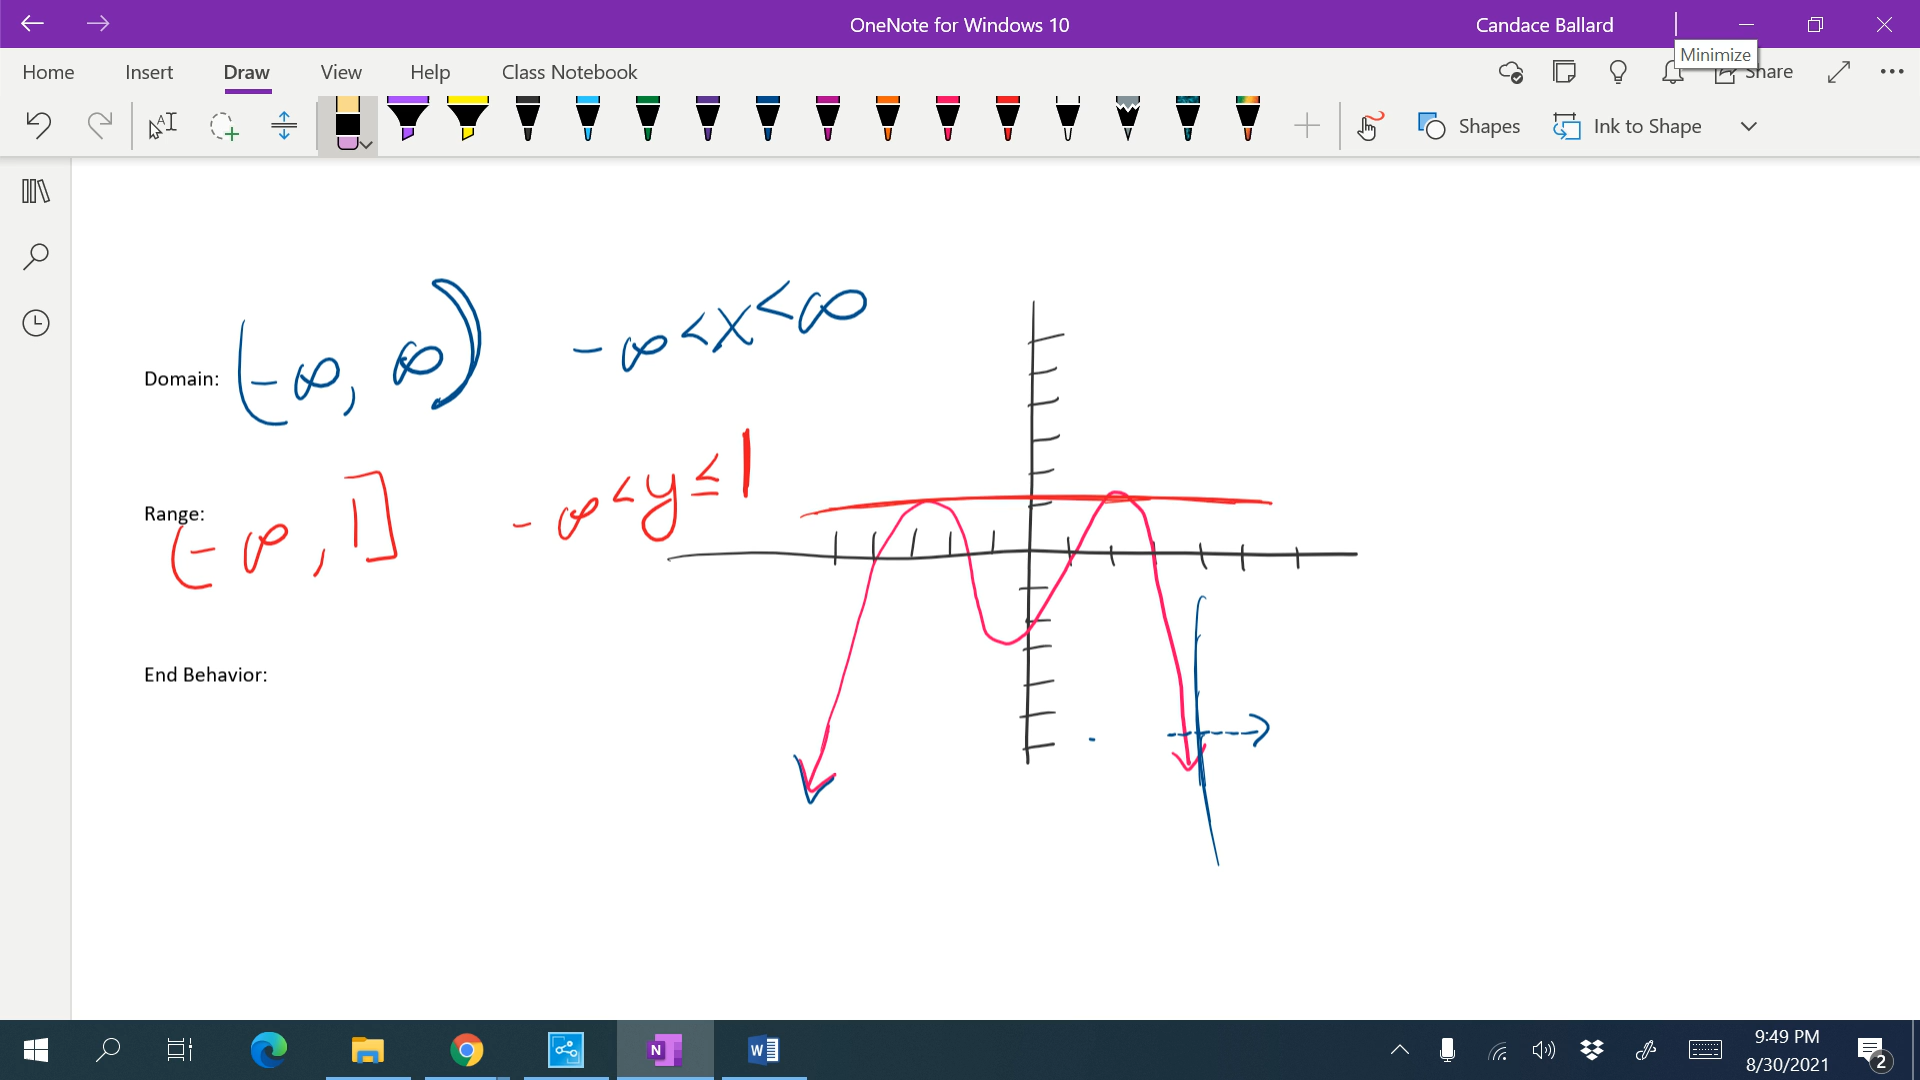 OneNote for Windows 10
Candace Ballard
Minimize
Home Insert Draw View Help Class Notebook
Share
Shapes Ink to Shape
Domain: (-∞, ∞) -∞<x<∞
Range: (-∞, 1] -∞<y≤1
End Behavior:
N W
9:49 PM
8/30/2021
2